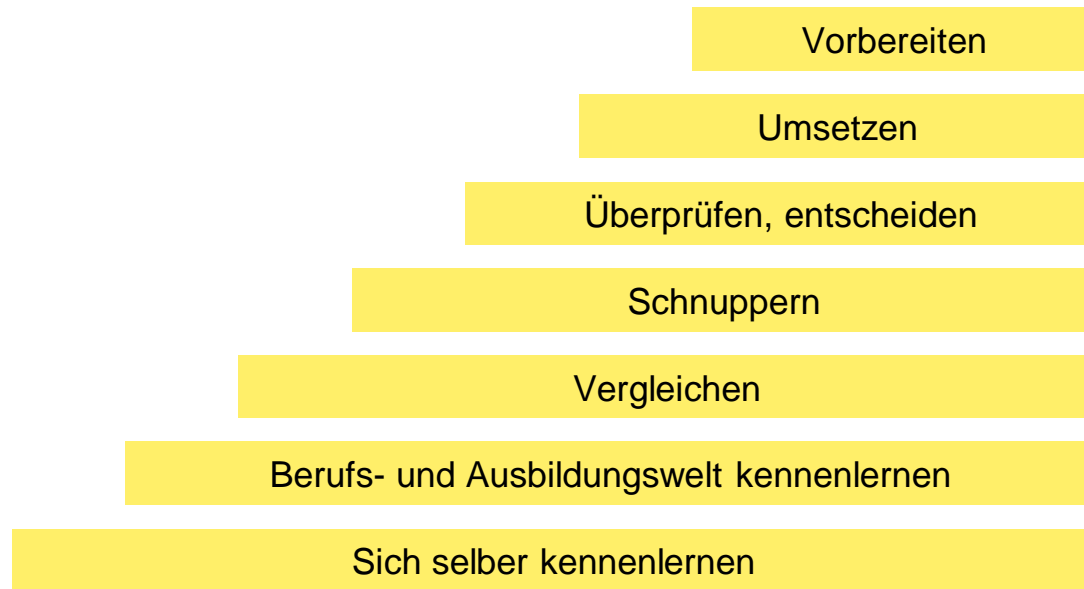 Vorbereiten
Umsetzen
Überprüfen, entscheiden
Schnuppern
Vergleichen
Berufs- und Ausbildungswelt kennenlernen
Sich selber kennenlernen